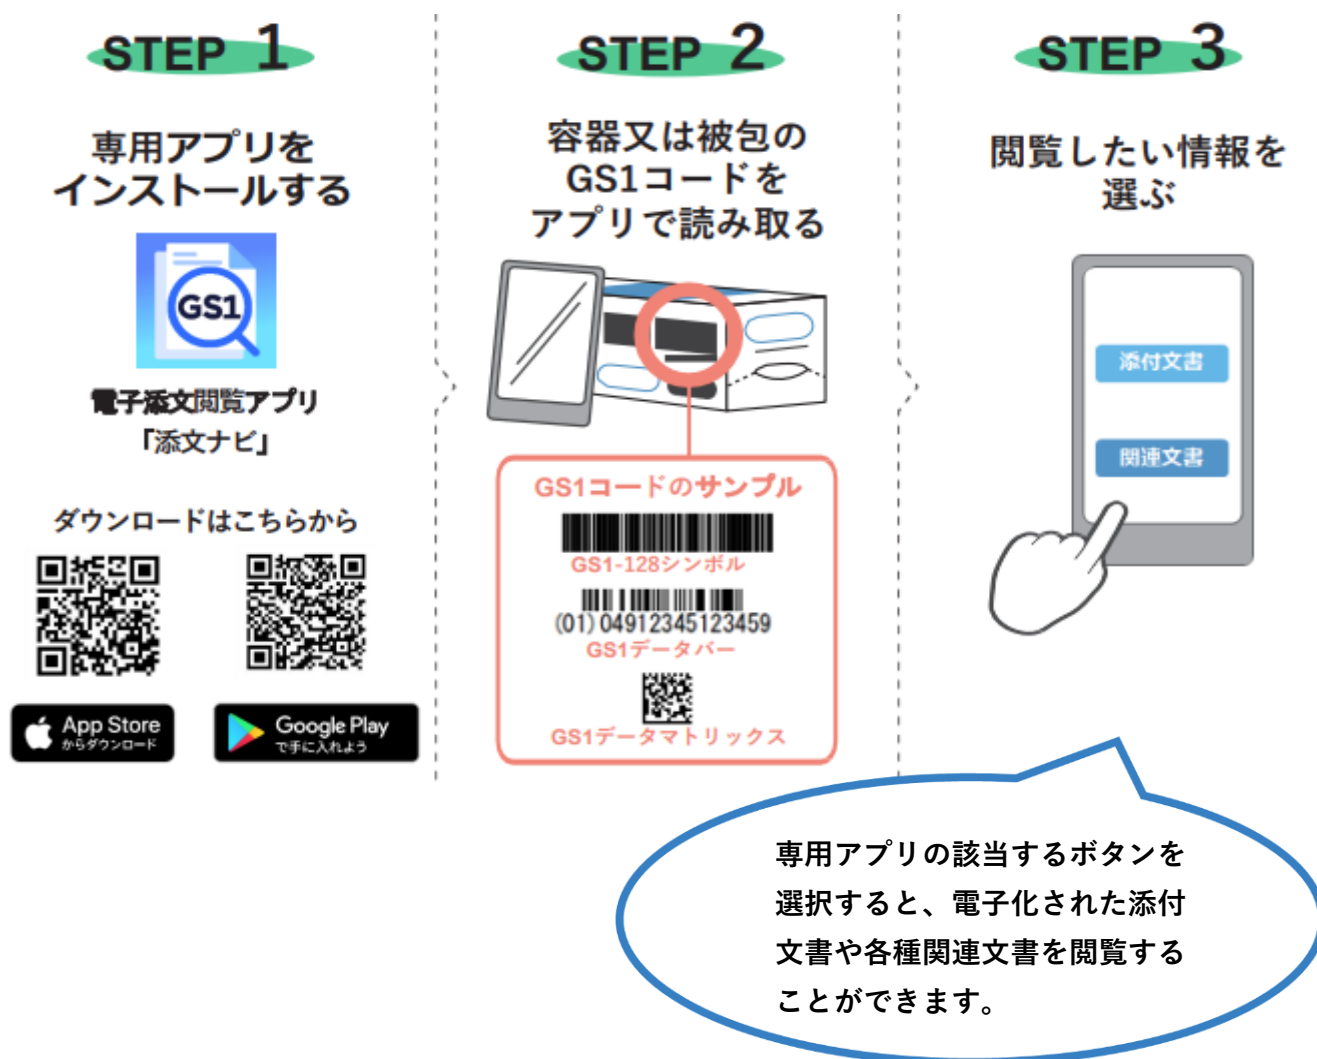 STEP 1
専用アプリを
インストールする
GS1
電子添文閲覧アプリ
「添文ナビ」
ダウンロードはこちらから
App Store
からダウンロード
Google Play
で手に入れよう
STEP 2
容器又は被包の
GS1コードを
アプリで読み取る
GS1コードのサンプル
GS1-128シンボル
(01)04912345123459
GS1データバー
GS1データマトリックス
STEP 3
閲覧したい情報を
選ぶ
添付文書
関連文書
専用アプリの該当するボタンを
選択すると、電子化された添付
文書や各種関連文書を閲覧する
ことができます。